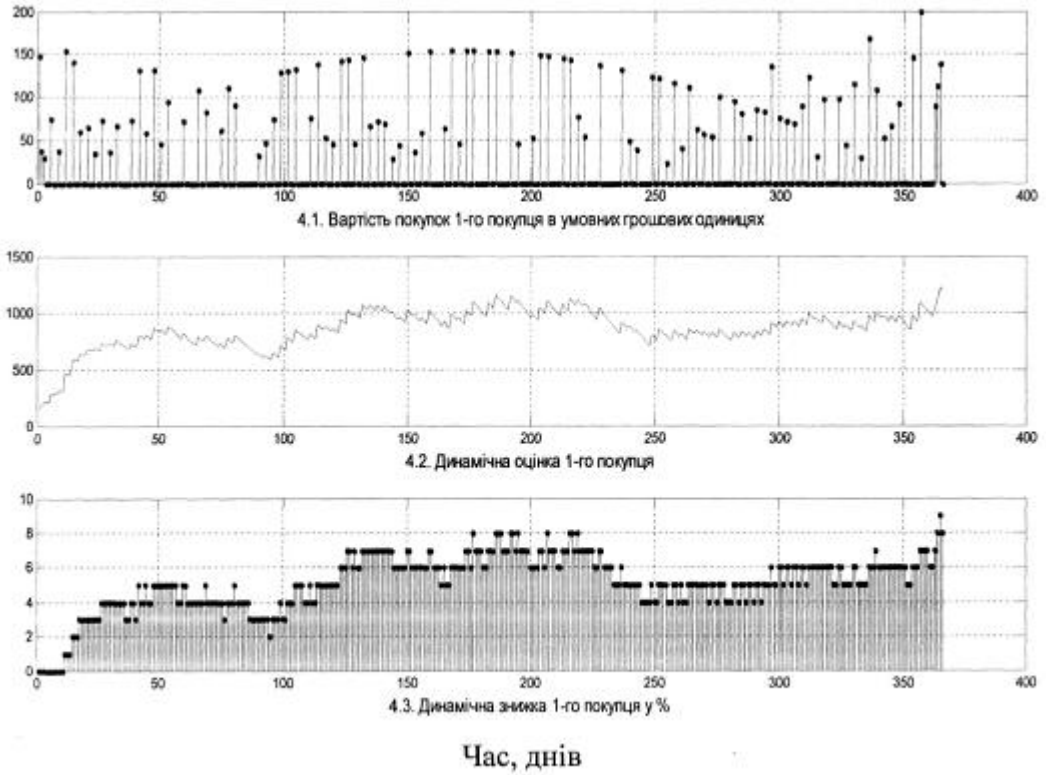 200
150
100
50
0
0 50 100 150 200 250 300 350 400
4.1. Вартість покупок 1-го покупця в умовних грошових одиницях
1500
1000
500
0
0 50 100 150 200 250 300 350 400
4.2. Динамічна оцінка 1-го покупця
10
8
6
4
2
0
0 50 100 150 200 250 300 350 400
4.3. Динамічна знижка 1-го покупця у %
Час, днів